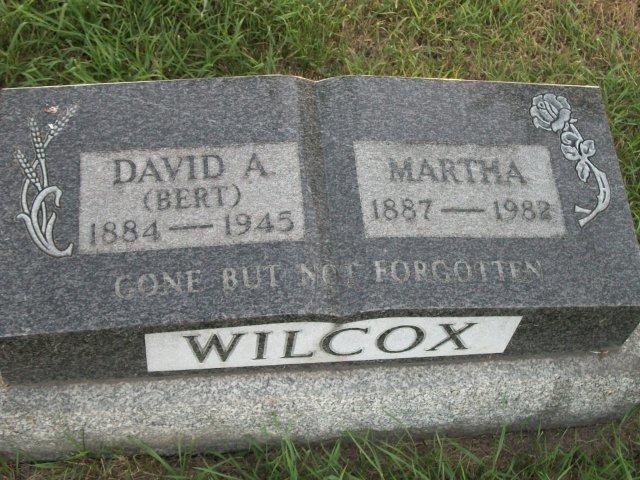 DAVID A.
(BERT)
1884 — 1945
MARTHA
1887 — 1982
GONE BUT NOT FORGOTTEN
WILCOX